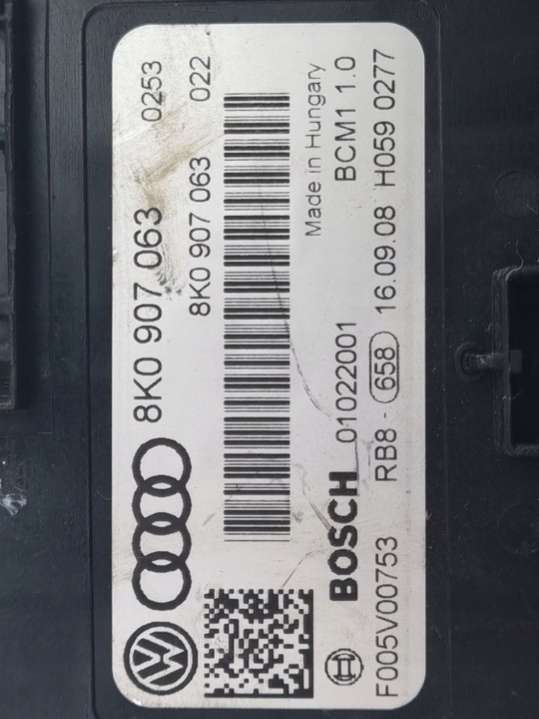 8K0 907 063 0253
8K0 907 063 022
Made in Hungary
BOSCH 01022001 BCM1 1.0
F005V00753 RB8 - 658 16.09.08 H059 0277